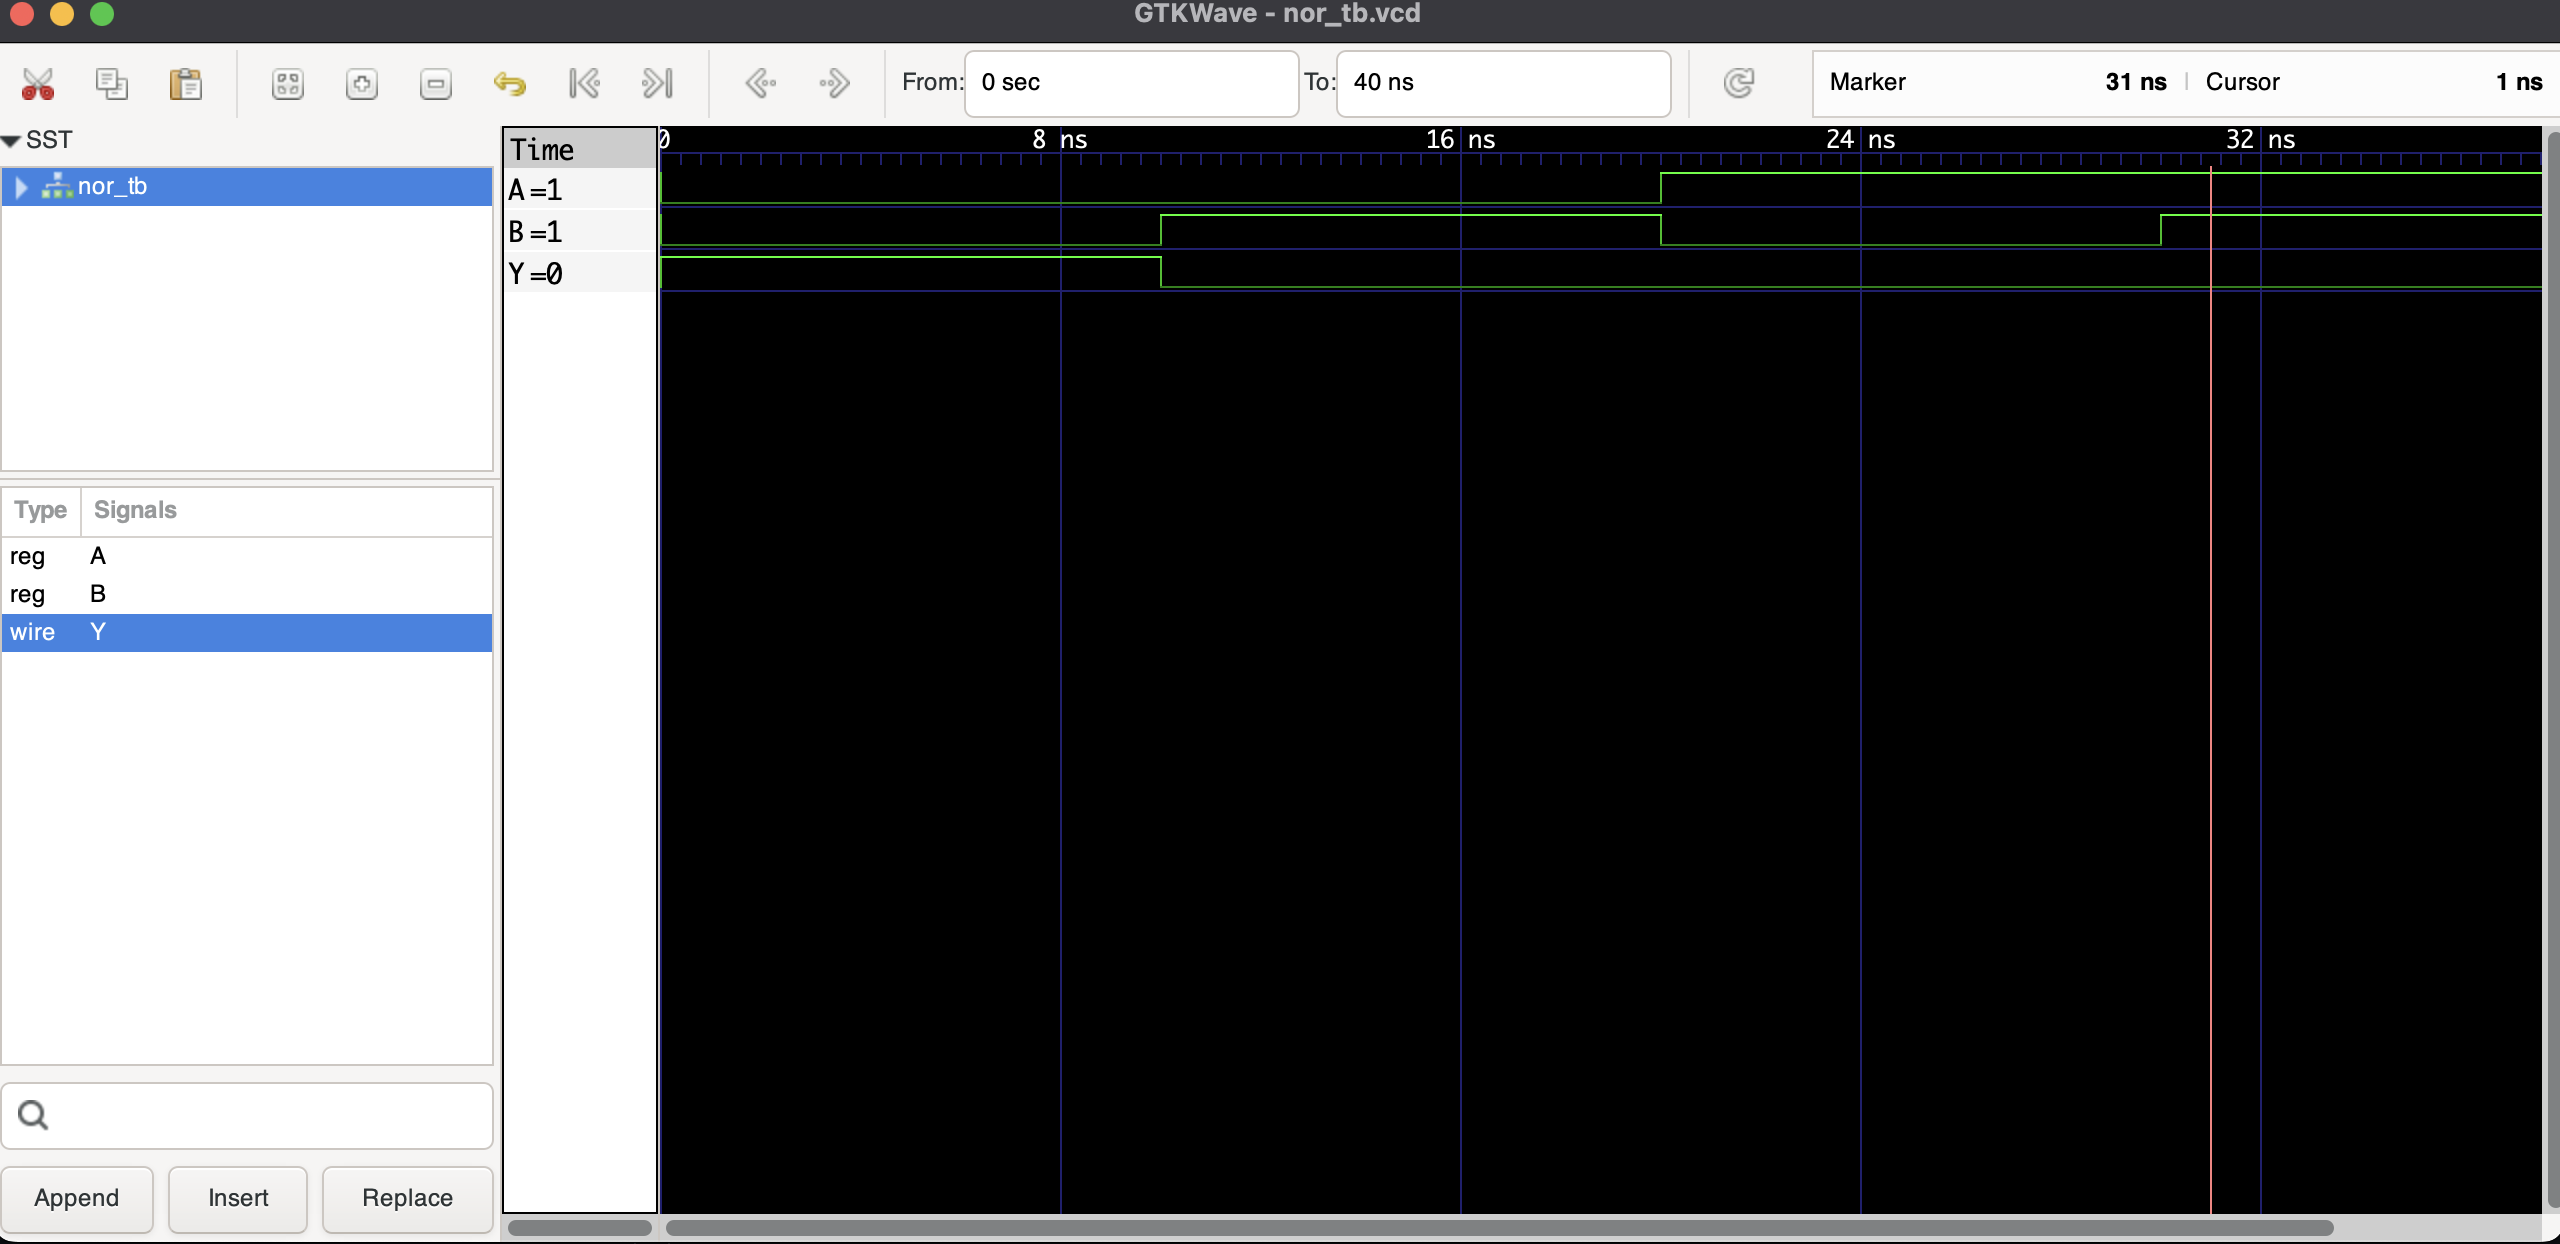 GTKWave - nor_tb.vcd
From: 0 sec To: 40 ns Marker 31 ns | Cursor 1 ns
SST
nor_tb
Type Signals
reg A
reg B
wire Y
Append Insert Replace
Time
A=1
B=1
Y=0
0 8 ns 16 ns 24 ns 32 ns